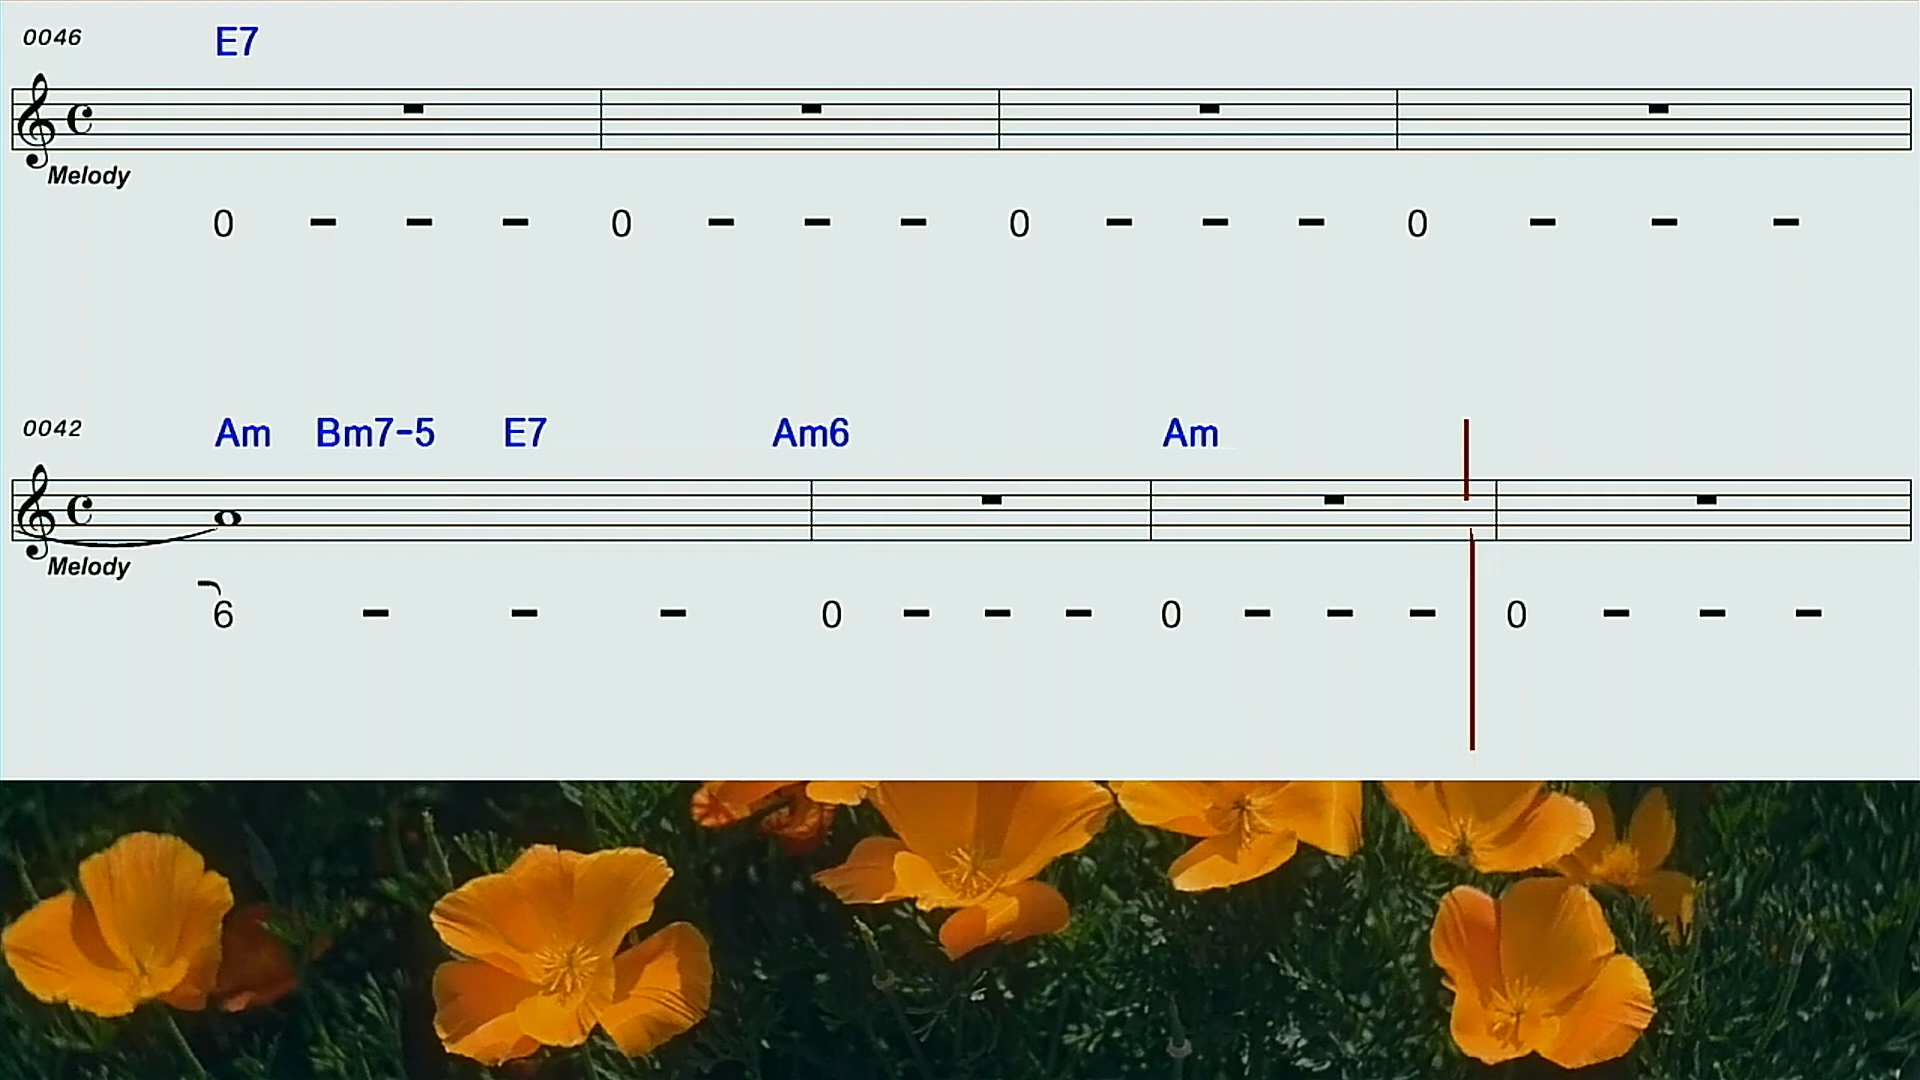 0046 E7
Melody
0 - - - 0 - - - 0 - - - 0 - - -
0042 Am Bm7-5 E7 Am6 Am
Melody
6 - - - 0 - - - 0 - - - 0 - - -